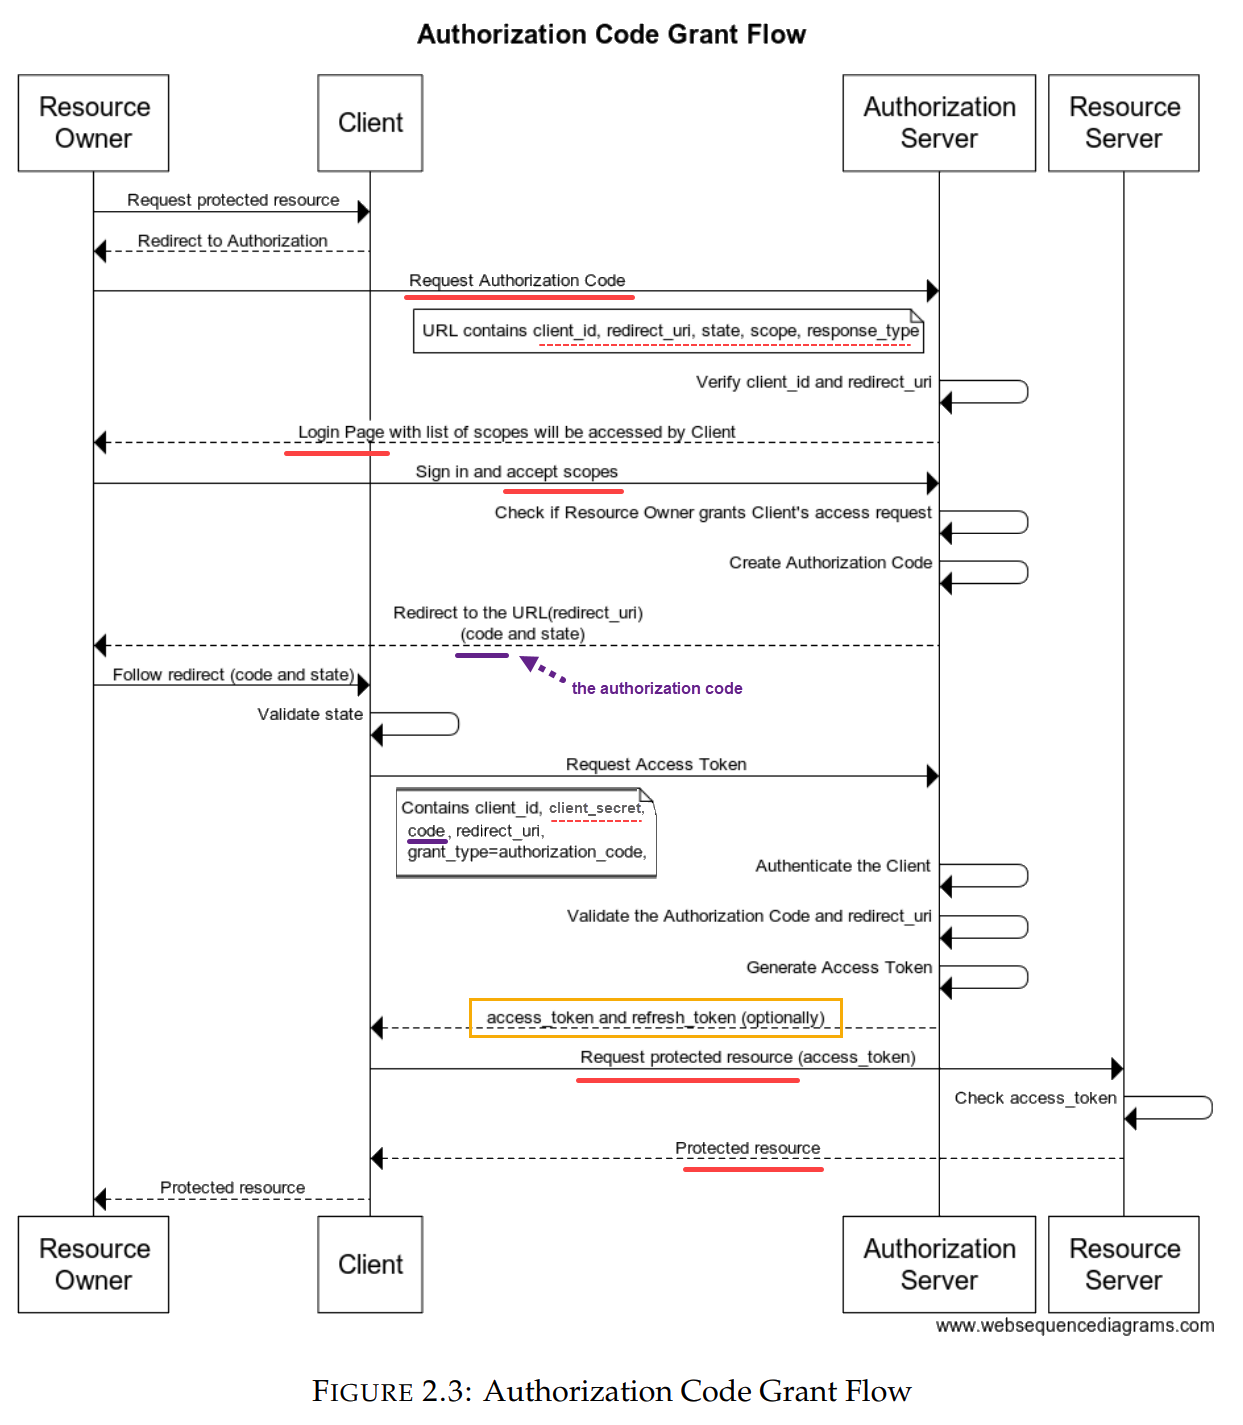 Authorization Code Grant Flow
Resource
Owner
Client
Authorization
Server
Resource
Server
Request protected resource
Redirect to Authorization
Request Authorization Code
URL contains client_id, redirect_uri, state, scope, response_type
Verify client_id and redirect_uri
Login Page with list of scopes will be accessed by Client
Sign in and accept scopes
Check if Resource Owner grants Client's access request
Create Authorization Code
Redirect to the URL(redirect_uri)
(code and state)
Follow redirect (code and state)
the authorization code
Validate state
Request Access Token
Contains client_id, client_secret,
code, redirect_uri,
grant_type=authorization_code,
Authenticate the Client
Validate the Authorization Code and redirect_uri
Generate Access Token
access_token and refresh_token (optionally)
Request protected resource (access_token)
Check access_token
Protected resource
Protected resource
Resource
Owner
Client
Authorization
Server
Resource
Server
www.websequencediagrams.com
FIGURE 2.3: Authorization Code Grant Flow